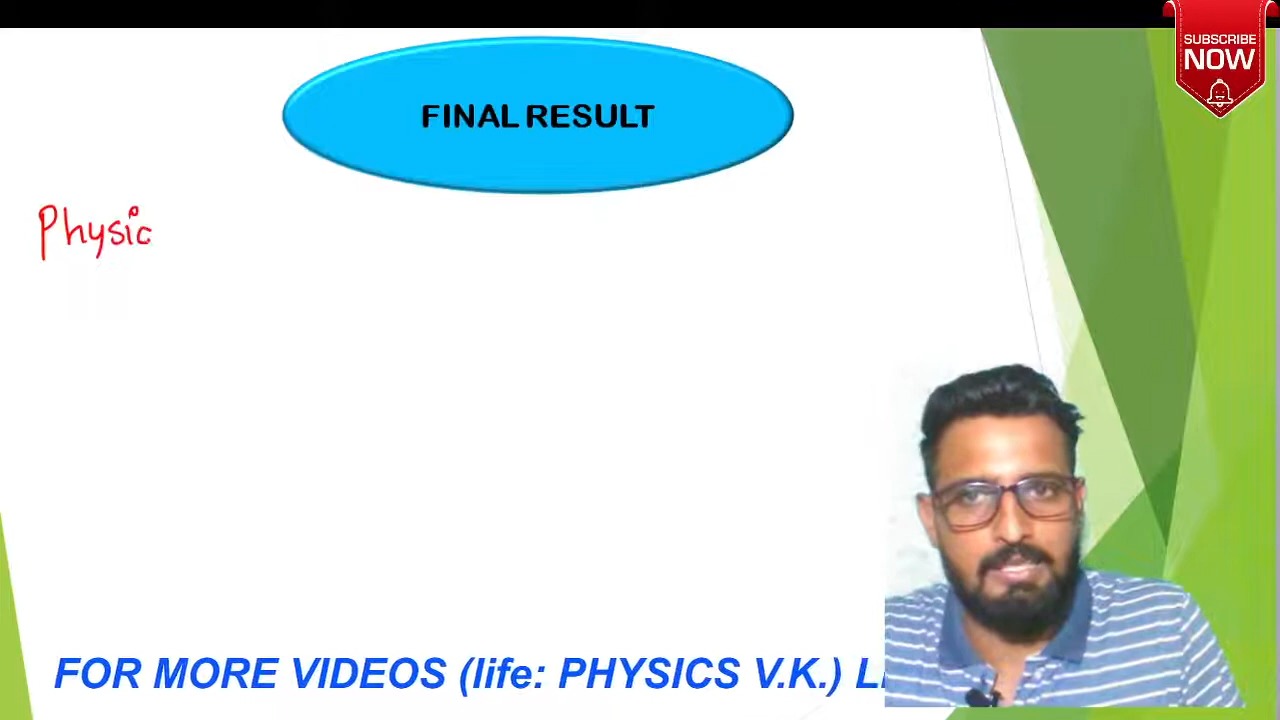 SUBSCRIBE
NOW
FINAL RESULT
Physic
FOR MORE VIDEOS (life: PHYSICS V.K.)